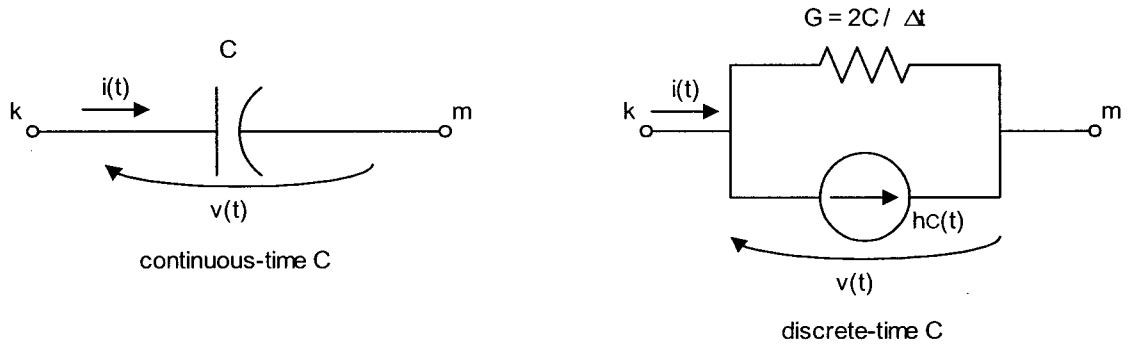 C
i(t)
k
m
v(t)
continuous-time C
G = 2C / Δt
i(t)
k
m
hC(t)
v(t)
discrete-time C